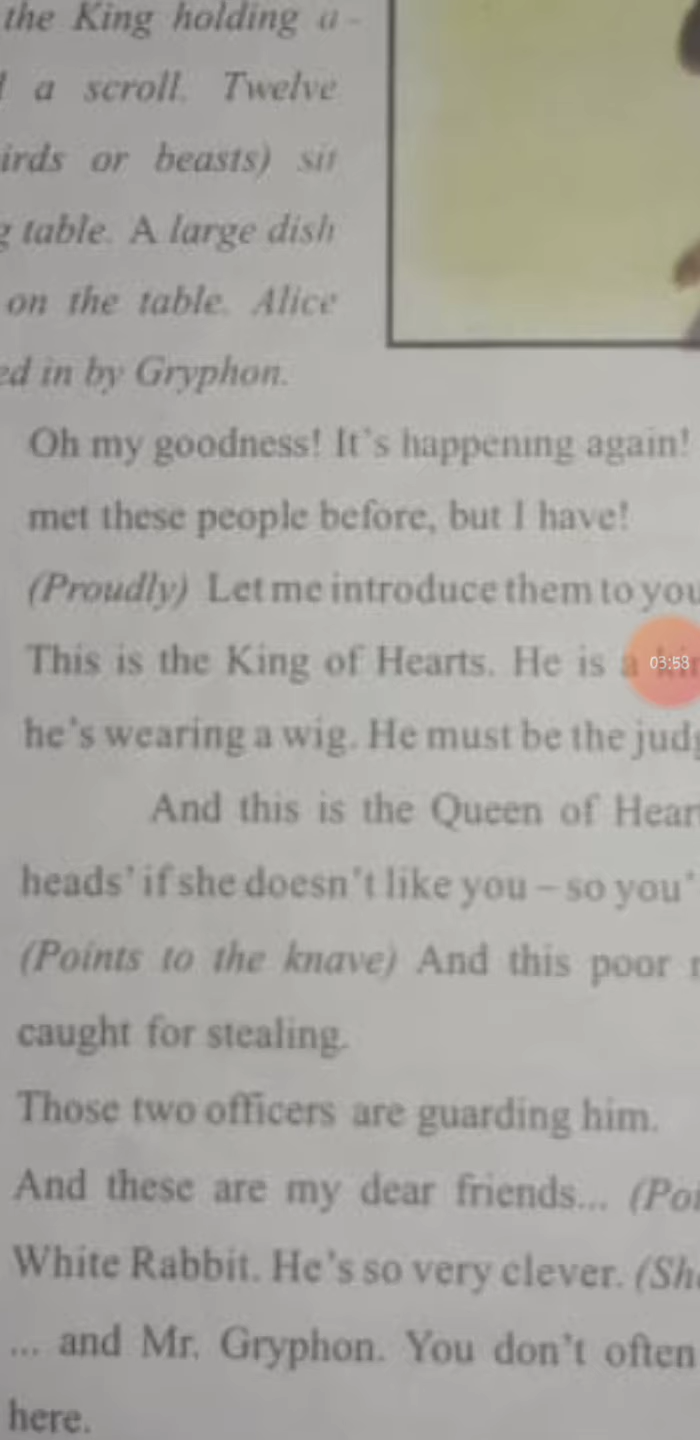 the King holding a-
a scroll. Twelve
irds or beasts) sit
g table. A large dish
on the table. Alice
ed in by Gryphon.
Oh my goodness! It's happening again!
met these people before, but I have!
(Proudly) Let me introduce them to you
This is the King of Hearts. He is a
03:53
he's wearing a wig. He must be the judg
And this is the Queen of Hear
heads' if she doesn't like you – so you'
(Points to the knave) And this poor
caught for stealing.
Those two officers are guarding him.
And these are my dear friends... (Poi
White Rabbit. He's so very clever. (Sh
... and Mr. Gryphon. You don't often
here.